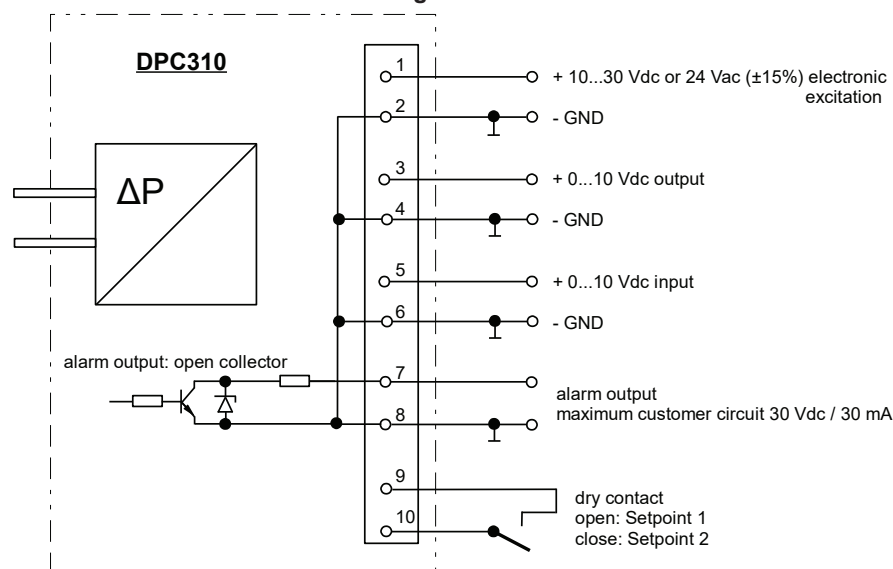 DPC310
ΔP
alarm output: open collector
1
+ 10...30 Vdc or 24 Vac (±15%) electronic
excitation
2
- GND
3
+ 0...10 Vdc output
4
- GND
5
+ 0...10 Vdc input
6
- GND
7
alarm output
maximum customer circuit 30 Vdc / 30 mA
8
9
dry contact
open: Setpoint 1
close: Setpoint 2
10